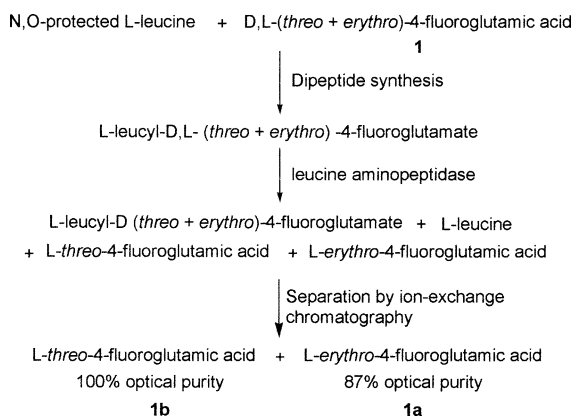 N,O-protected L-leucine + D,L-(threo + erythro)-4-fluoroglutamic acid
1
Dipeptide synthesis
L-leucyl-D,L- (threo + erythro) -4-fluoroglutamate
leucine aminopeptidase
L-leucyl-D (threo + erythro)-4-fluoroglutamate + L-leucine
+ L-threo-4-fluoroglutamic acid + L-erythro-4-fluoroglutamic acid
Separation by ion-exchange
chromatography
L-threo-4-fluoroglutamic acid + L-erythro-4-fluoroglutamic acid
100% optical purity 87% optical purity
1b 1a